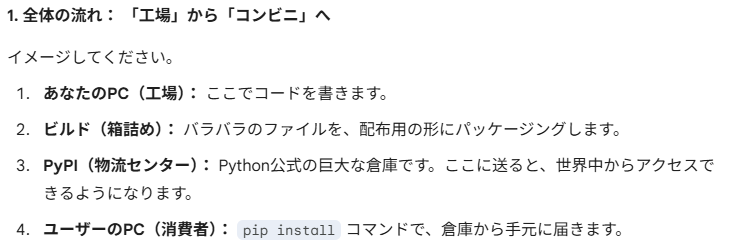 1. 全体の流れ： 「工場」から「コンビニ」へ
イメージしてください。
1. あなたのPC（工場）： ここでコードを書きます。
2. ビルド（箱詰め）： バラバラのファイルを、配布用の形にパッケージングします。
3. PyPI（物流センター）： Python公式の巨大な倉庫です。ここに送ると、世界中からアクセスで
きるようになります。
4. ユーザーのPC（消費者）： pip install コマンドで、倉庫から手元に届きます。